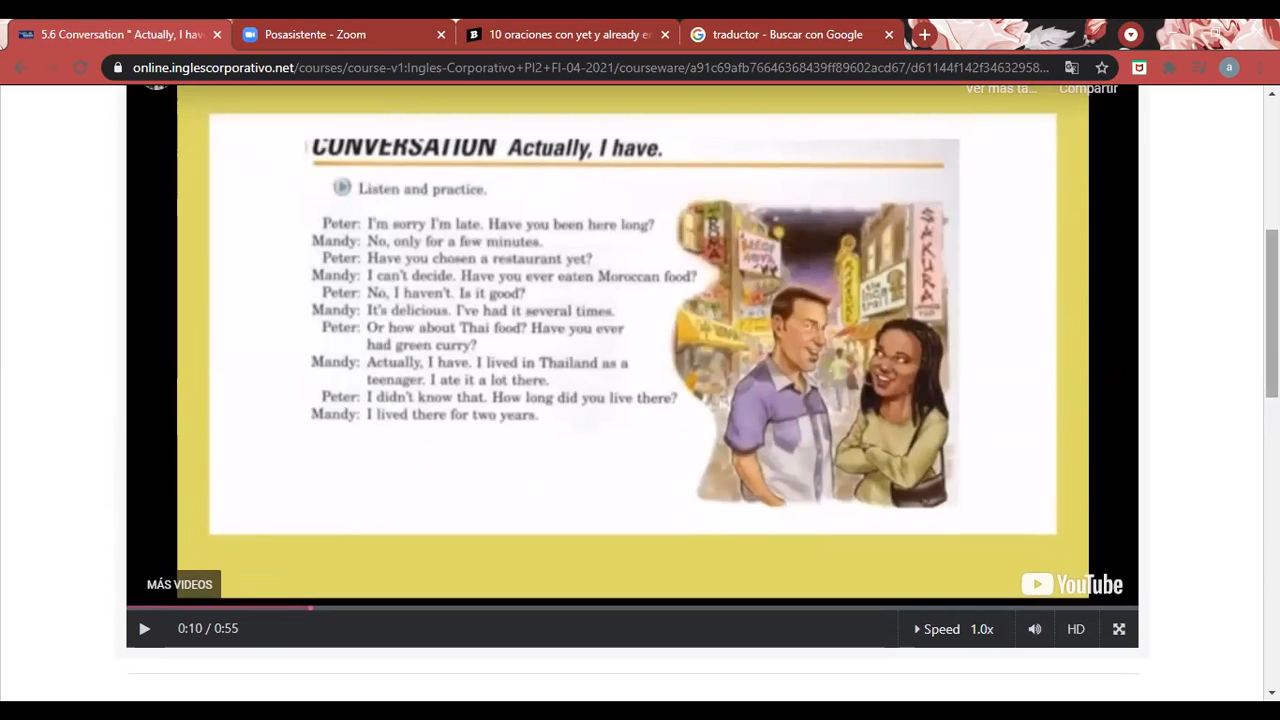 5.6 Conversation " Actually, I hav
Posasistente - Zoom
10 oraciones con yet y already e
traductor - Buscar con Google
online.inglescorporativo.net/courses/course-v1:Ingles-Corporativo+PI2+FI-04-2021/courseware/a91c69afb76646368439ff89602acd67/d61144f142f34632958...
a
Ver más ta... Compartir
CONVERSATION Actually, I have.
Listen and practice.
Peter: I'm sorry I'm late. Have you been here long?
Mandy: No, only for a few minutes.
Peter: Have you chosen a restaurant yet?
Mandy: I can't decide. Have you ever eaten Moroccan food?
Peter: No, I haven't. Is it good?
Mandy: It's delicious. I've had it several times.
Peter: Or how about Thai food? Have you ever
had green curry?
Mandy: Actually, I have. I lived in Thailand as a
teenager. I ate it a lot there.
Peter: I didn't know that. How long did you live there?
Mandy: I lived there for two years.
SAKURA
MÁS VIDEOS
YouTube
0:10 / 0:55
Speed 1.0x
HD